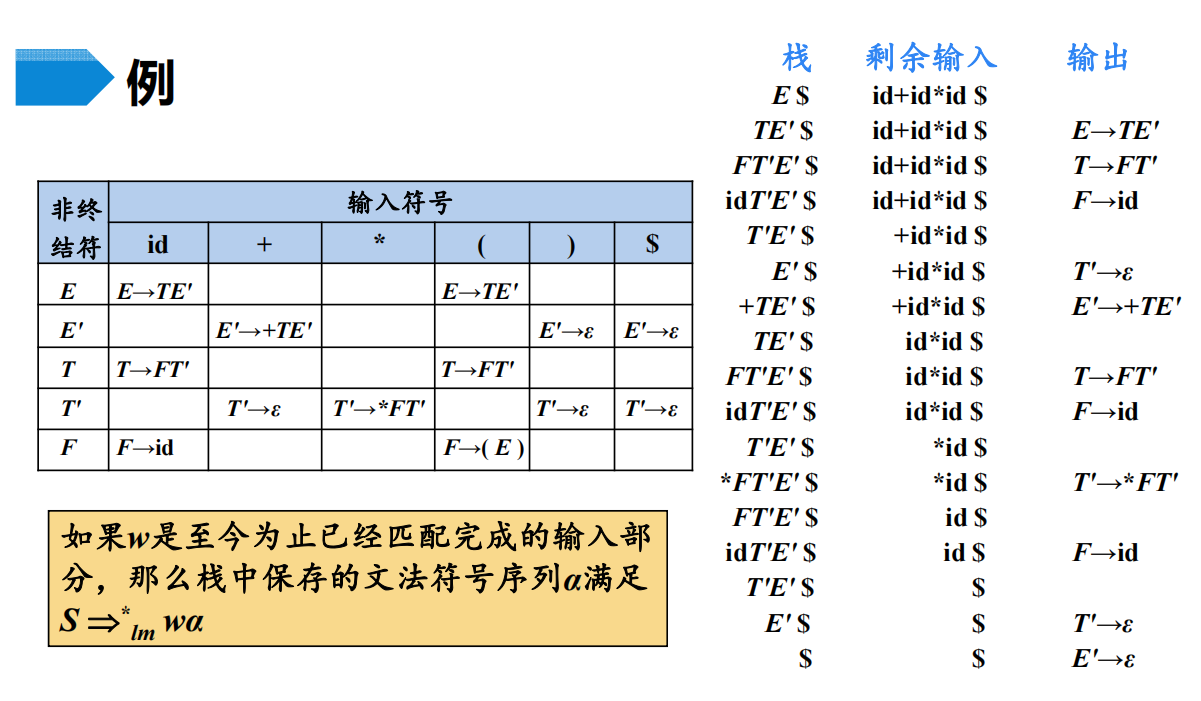 例
非终结符 输入符号
id + * ( ) $
E E→TE' E→TE'
E' E'→+TE' E'→ε E'→ε
T T→FT' T→FT'
T' T'→ε T'→*FT' T'→ε T'→ε
F F→id F→( E )
如果w是至今为止已经匹配完成的输入部
分，那么栈中保存的文法符号序列α满足
S ⇒*lm wα
栈 剩余输入 输出
E $ id+id*id $
TE' $ id+id*id $ E→TE'
FT'E' $ id+id*id $ T→FT'
idT'E' $ id+id*id $ F→id
T'E' $ +id*id $
E' $ +id*id $ T'→ε
+TE' $ +id*id $ E'→+TE'
TE' $ id*id $
FT'E' $ id*id $ T→FT'
idT'E' $ id*id $ F→id
T'E' $ *id $
*FT'E' $ *id $ T'→*FT'
FT'E' $ id $
idT'E' $ id $ F→id
T'E' $ $
E' $ $ T'→ε
$ $ E'→ε